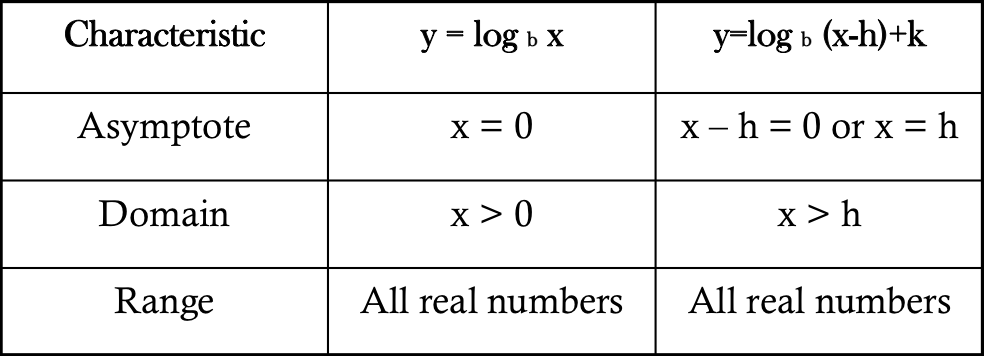 Characteristic y = log b x y=log b (x-h)+k
Asymptote x = 0 x – h = 0 or x = h
Domain x > 0 x > h
Range All real numbers All real numbers